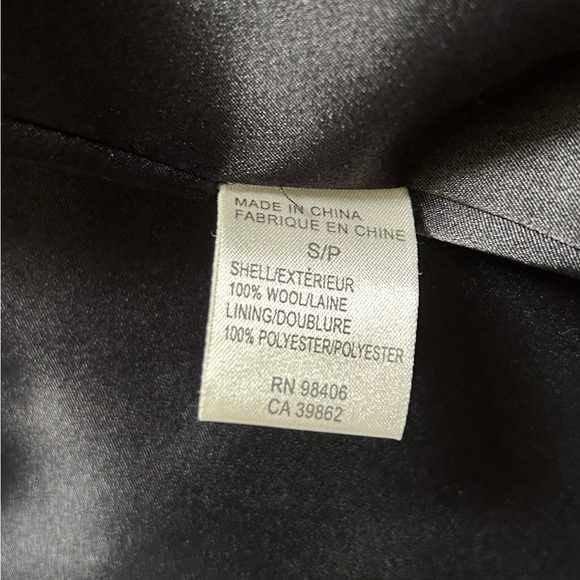 MADE IN CHINA
FABRIQUE EN CHINE
S/P
SHELL/EXTÉRIEUR
100% WOOL/LAINE
LINING/DOUBLURE
100% POLYESTER/POLYESTER
RN 98406
CA 39862